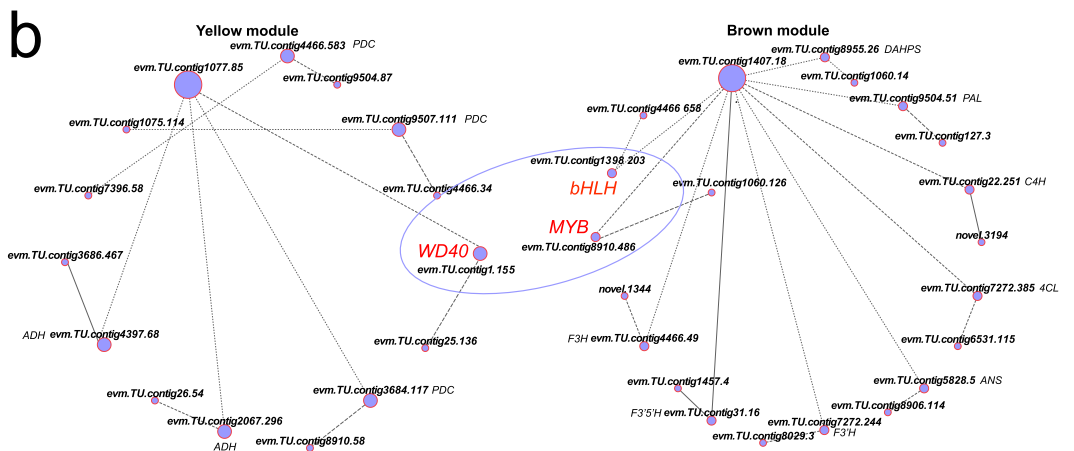 b
Yellow module
Brown module
evm.TU.contig4466.583 PDC
evm.TU.contig8955.26 DAHPS
evm.TU.contig1077.85
evm.TU.contig1407.18
evm.TU.contig9504.87
evm.TU.contig1060.14
evm.TU.contig9504.51 PAL
evm.TU.contig4466 658
evm.TU.contig1075.114
evm.TU.contig9507.111 PDC
evm.TU.contig127.3
evm.TU.contig1398 203
bHLH
evm.TU.contig7396.58
evm.TU.contig4466.34
evm.TU.contig1060.126
evm.TU.contig22.251 C4H
MYB
evm.TU.contig8910.486
novel.3194
WD40
evm.TU.contig1.155
evm.TU.contig3686.467
novel.1344
evm.TU.contig7272.385 4CL
ADH evm.TU.contig4397.68
evm.TU.contig25.136
F3H evm.TU.contig4466.49
evm.TU.contig6531.115
evm.TU.contig26.54
evm.TU.contig3684.117 PDC
evm.TU.contig1457.4
evm.TU.contig5828.5 ANS
evm.TU.contig8906.114
F3'5'H evm.TU.contig31.16
evm.TU.contig2067.296
ADH
evm.TU.contig8910.58
evm.TU.contig7272.244
F3'H
evm.TU.contig8029.3